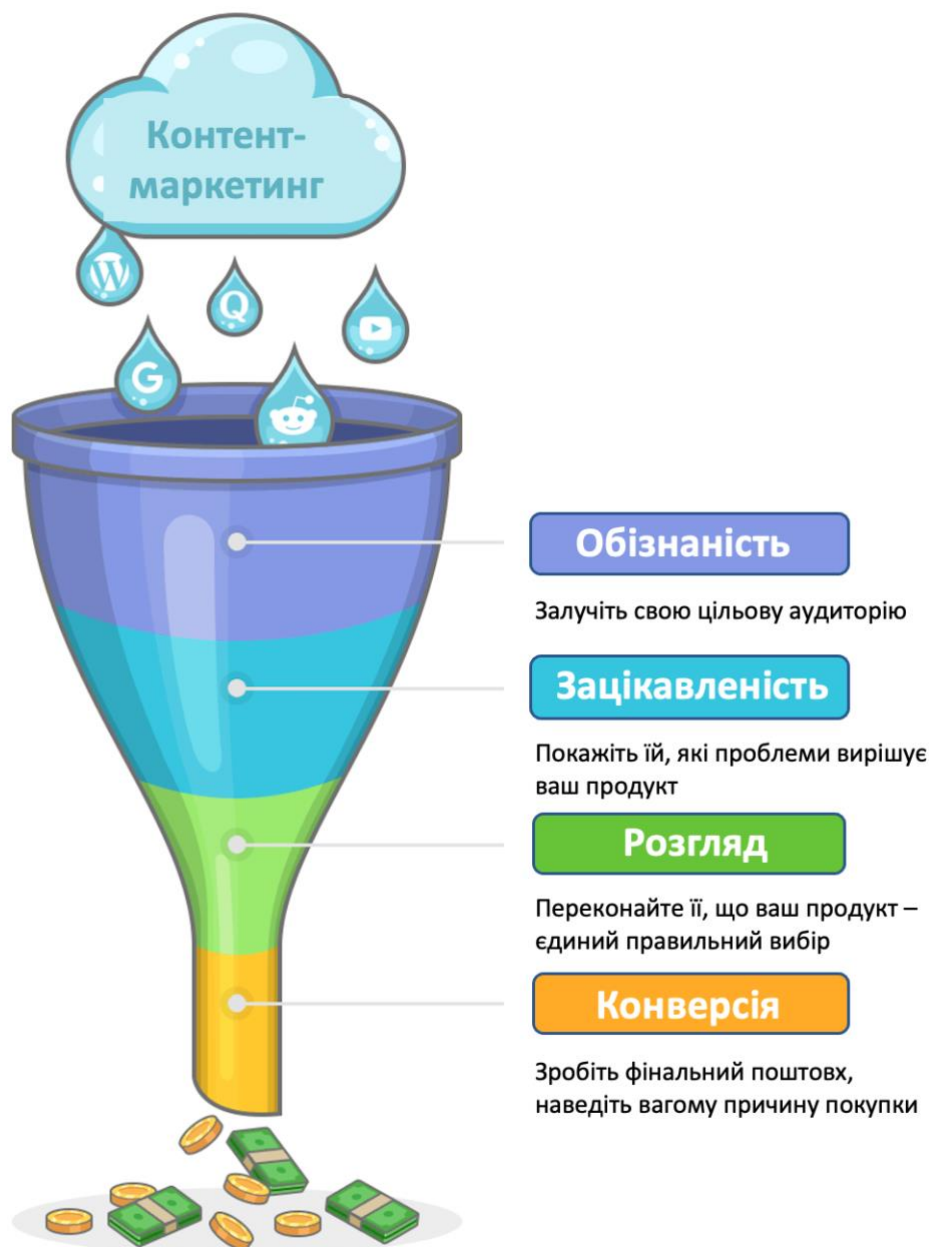 Контент-
маркетинг
W
Q
G
Обізнаність
Залучіть свою цільову аудиторію
Зацікавленість
Покажіть їй, які проблеми вирішує
ваш продукт
Розгляд
Переконайте її, що ваш продукт –
єдиний правильний вибір
Конверсія
Зробіть фінальний поштовх,
наведіть вагому причину покупки